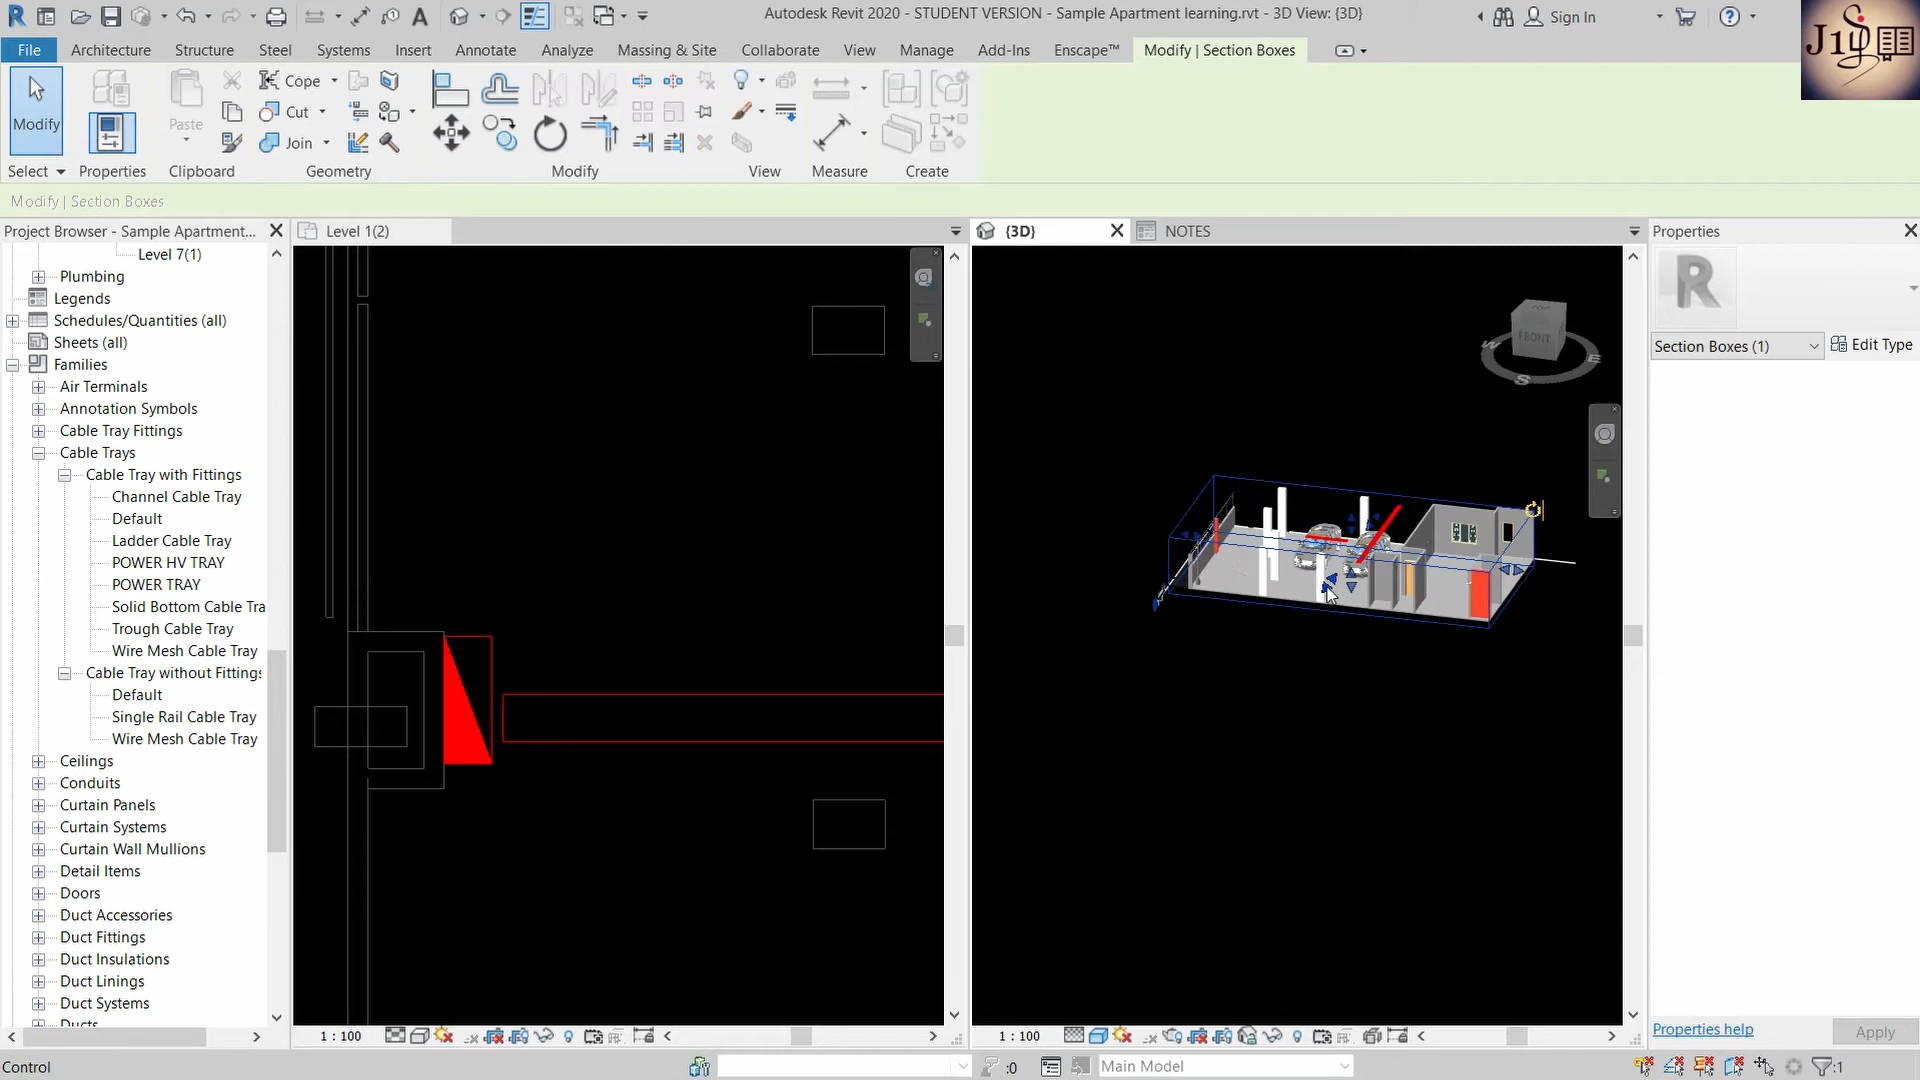 Autodesk Revit 2020 - STUDENT VERSION - Sample Apartment learning.rvt - 3D View: {3D}
Sign In
File Architecture Structure Steel Systems Insert Annotate Analyze Massing & Site Collaborate View Manage Add-Ins Enscape™ Modify | Section Boxes
Modify
Paste
Cope
Cut
Join
Select Properties Clipboard Geometry Modify View Measure Create
Modify | Section Boxes
Project Browser - Sample Apartment...
Level 1(2)
{3D}
NOTES
Properties
Level 7(1)
Plumbing
Legends
Schedules/Quantities (all)
Sheets (all)
Families
Air Terminals
Annotation Symbols
Cable Tray Fittings
Cable Trays
Cable Tray with Fittings
Channel Cable Tray
Default
Ladder Cable Tray
POWER HV TRAY
POWER TRAY
Solid Bottom Cable Tra
Trough Cable Tray
Wire Mesh Cable Tray
Cable Tray without Fittings
Default
Single Rail Cable Tray
Wire Mesh Cable Tray
Ceilings
Conduits
Curtain Panels
Curtain Systems
Curtain Wall Mullions
Detail Items
Doors
Duct Accessories
Duct Fittings
Duct Insulations
Duct Linings
Duct Systems
Ducts
FRONT
W
E
S
R
Section Boxes (1)
Edit Type
Properties help
Apply
1 : 100
1 : 100
Control
:0
Main Model
:1